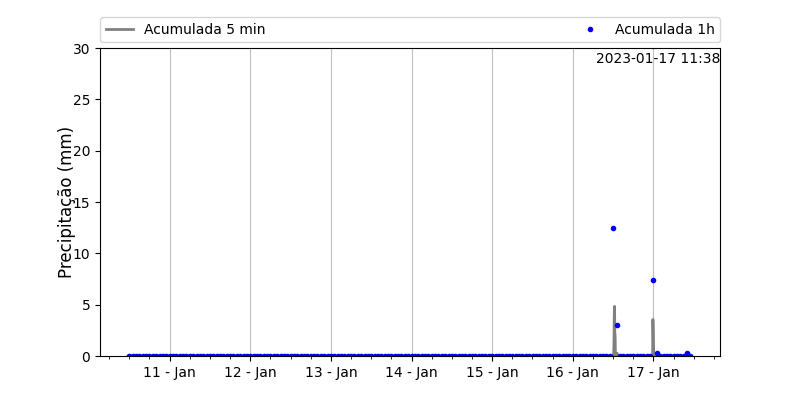 Acumulada 5 min
Acumulada 1h
2023-01-17 11:38
Precipitação (mm)
30
25
20
15
10
5
0
11 - Jan
12 - Jan
13 - Jan
14 - Jan
15 - Jan
16 - Jan
17 - Jan